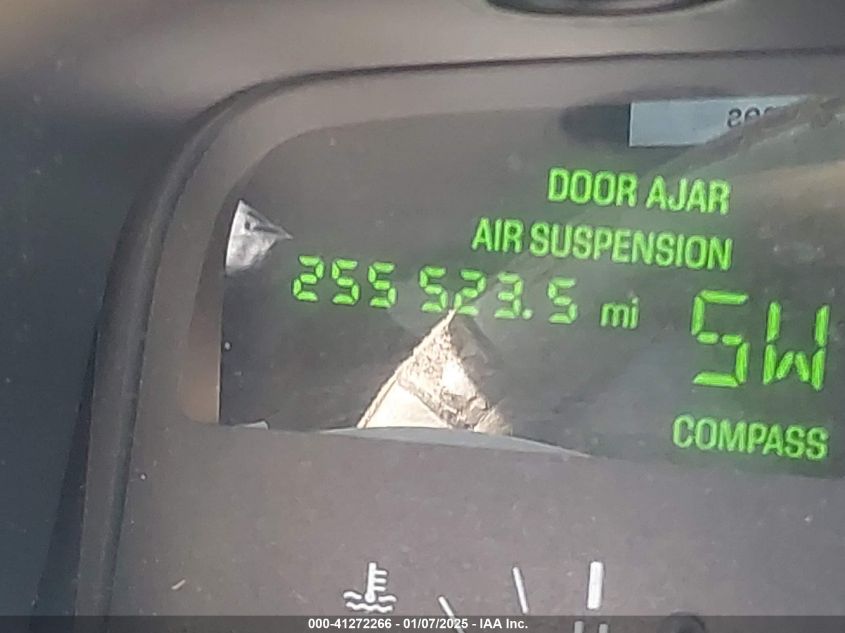 DOOR AJAR
AIR SUSPENSION
255 523.5 mi
SW
COMPASS
000-41272266 - 01/07/2025 - IAA Inc.